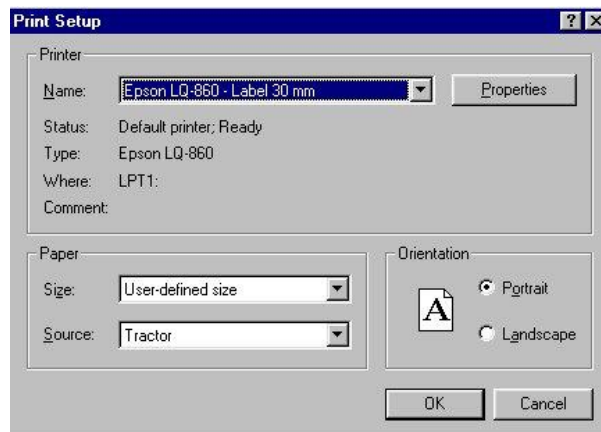 Print Setup
Printer
Name: Epson LQ-860 - Label 30 mm Properties
Status: Default printer; Ready
Type: Epson LQ-860
Where: LPT1:
Comment:
Paper
Size: User-defined size
Source: Tractor
Orientation
A
Portrait
Landscape
OK Cancel